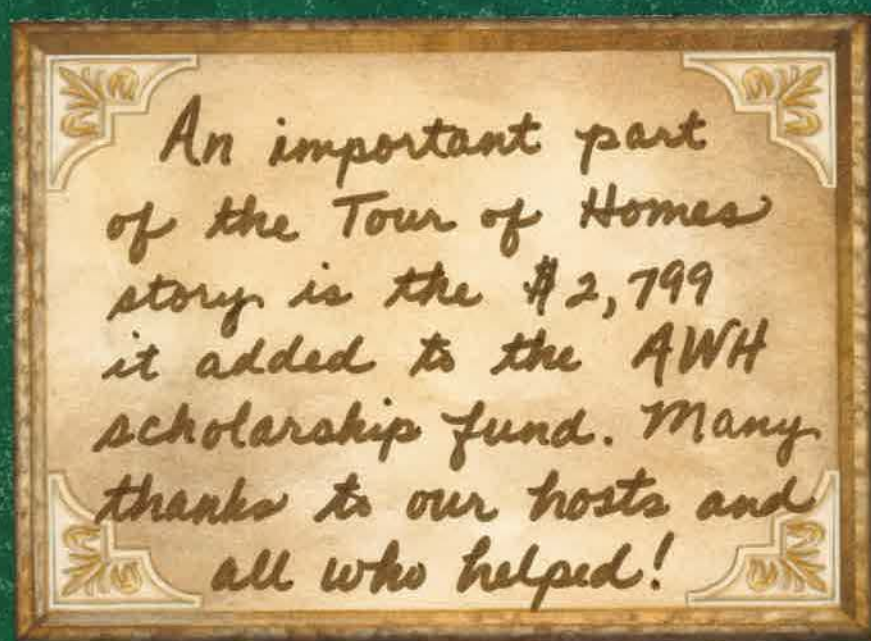 An important part
of the Tour of Homes
story is the $2,799
it added to the AWH
scholarship fund. Many
thanks to our hosts and
all who helped!